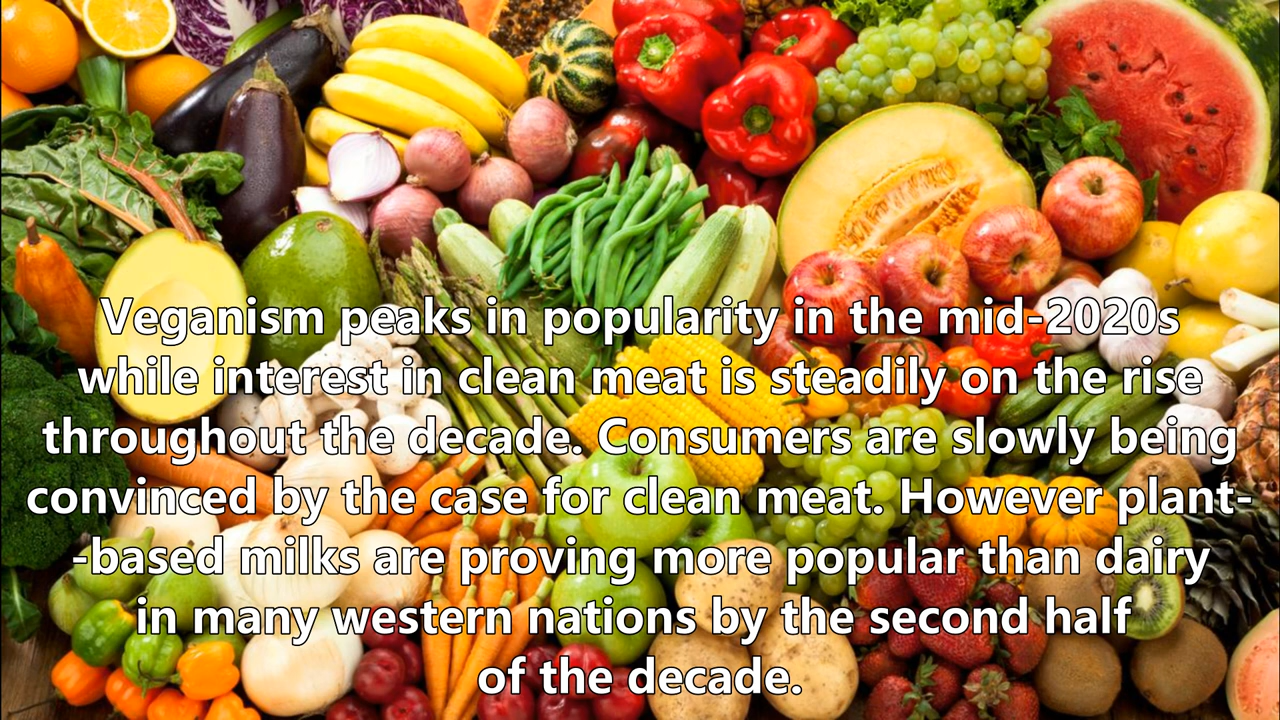 Veganism peaks in popularity in the mid-2020s
while interest in clean meat is steadily on the rise
throughout the decade. Consumers are slowly being
convinced by the case for clean meat. However plant-
-based milks are proving more popular than dairy
in many western nations by the second half
of the decade.